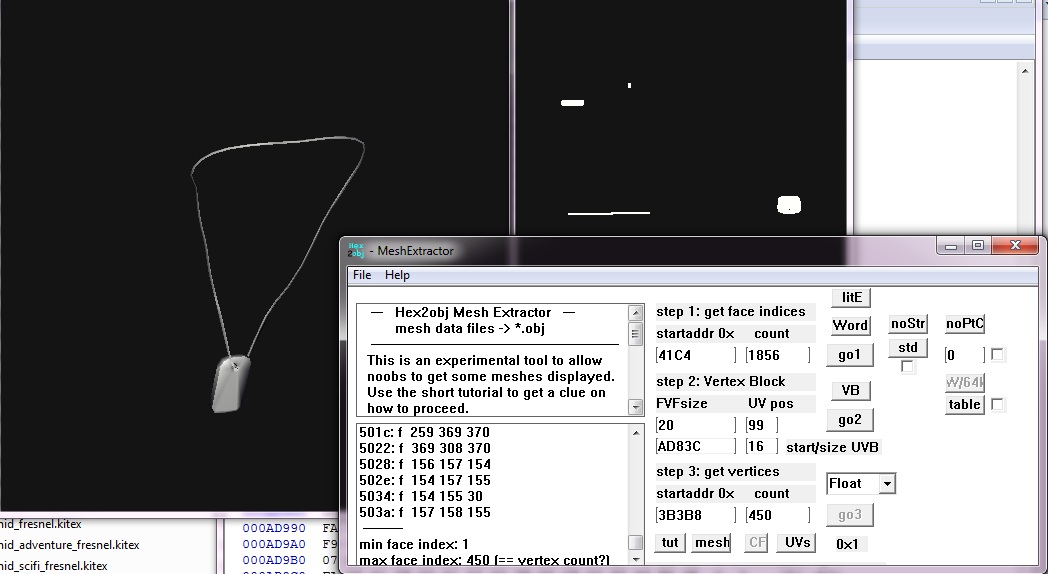 Hex
2obj
- MeshExtractor
File Help
— Hex2obj Mesh Extractor —
mesh data files -> *.obj
This is an experimental tool to allow
noobs to get some meshes displayed.
Use the short tutorial to get a clue on
how to proceed.
501c: f 259 369 370
5022: f 369 308 370
5028: f 156 157 154
502e: f 154 157 155
5034: f 154 155 30
503a: f 157 158 155
min face index: 1
max face index: 450 (== vertex count?)
step 1: get face indices
startaddr 0x count
41C4 1856
step 2: Vertex Block
FVFsize UV pos
20 99
AD83C 16 start/size UVB
step 3: get vertices
startaddr 0x count
3B3B8 450
tut mesh CF UVs 0x1
litE
Word
go1
VB
go2
Float
go3
noStr noPtC
std
0
W/64k
table
nid_fresnel.kitex
nid_adventure_fresnel.kitex
nid_scifi_fresnel.kitex
000AD990 FA
000AD9A0 F9
000AD9B0 07